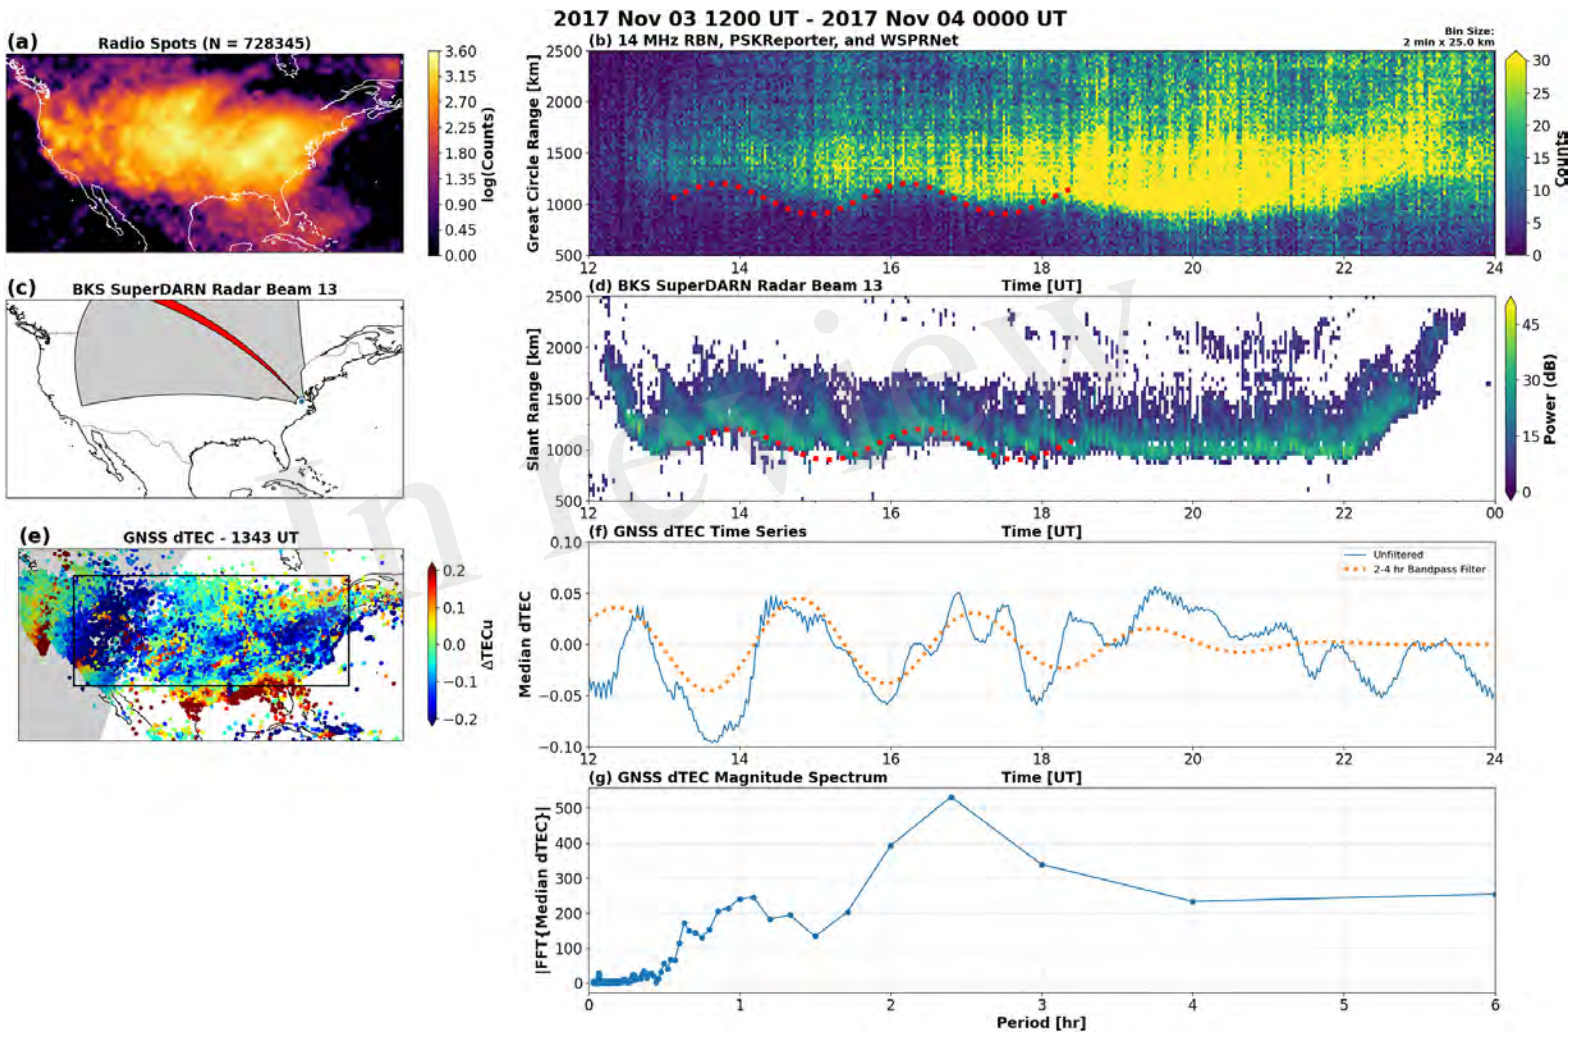 2017 Nov 03 1200 UT - 2017 Nov 04 0000 UT
(a)
Radio Spots (N = 728345)
3.60
3.15
2.70
2.25
1.80
1.35
0.90
0.45
0.00
log(Counts)
(b) 14 MHz RBN, PSKReporter, and WSPRNet
Bin Size:
2 min x 25.0 km
Great Circle Range [km]
2500
2000
1500
1000
500
12 14 16 18 20 22 24
Time [UT]
30
25
20
15
10
5
0
Counts
(c)
BKS SuperDARN Radar Beam 13
(d) BKS SuperDARN Radar Beam 13
Slant Range [km]
2500
2000
1500
1000
500
12 14 16 18 20 22 00
Time [UT]
45
30
15
0
Power (dB)
In review
(e)
GNSS dTEC - 1343 UT
0.2
0.1
0.0
−0.1
−0.2
ΔTECu
(f) GNSS dTEC Time Series
Unfiltered
2-4 hr Bandpass Filter
Median dTEC
0.10
0.05
0.00
−0.05
−0.10
12 14 16 18 20 22 24
Time [UT]
(g) GNSS dTEC Magnitude Spectrum
|FFT{Median dTEC}|
500
400
300
200
100
0
0 1 2 3 4 5 6
Period [hr]